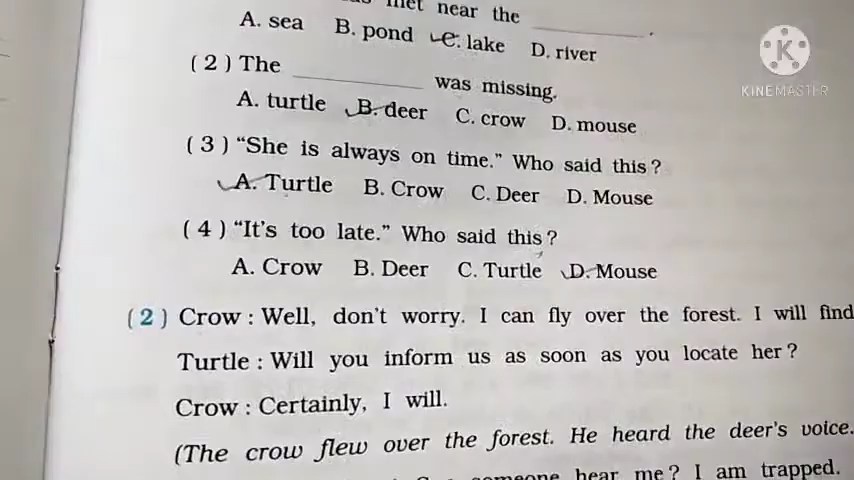 met near the ________.
A. sea B. pond C. lake D. river
( 2 ) The ________ was missing.
A. turtle B. deer C. crow D. mouse
( 3 ) “She is always on time.” Who said this ?
A. Turtle B. Crow C. Deer D. Mouse
( 4 ) “It's too late.” Who said this ?
A. Crow B. Deer C. Turtle D. Mouse
( 2 ) Crow : Well, don't worry. I can fly over the forest. I will find
Turtle : Will you inform us as soon as you locate her ?
Crow : Certainly, I will.
(The crow flew over the forest. He heard the deer's voice.
someone hear me ? I am trapped.
K
KINEMASTER